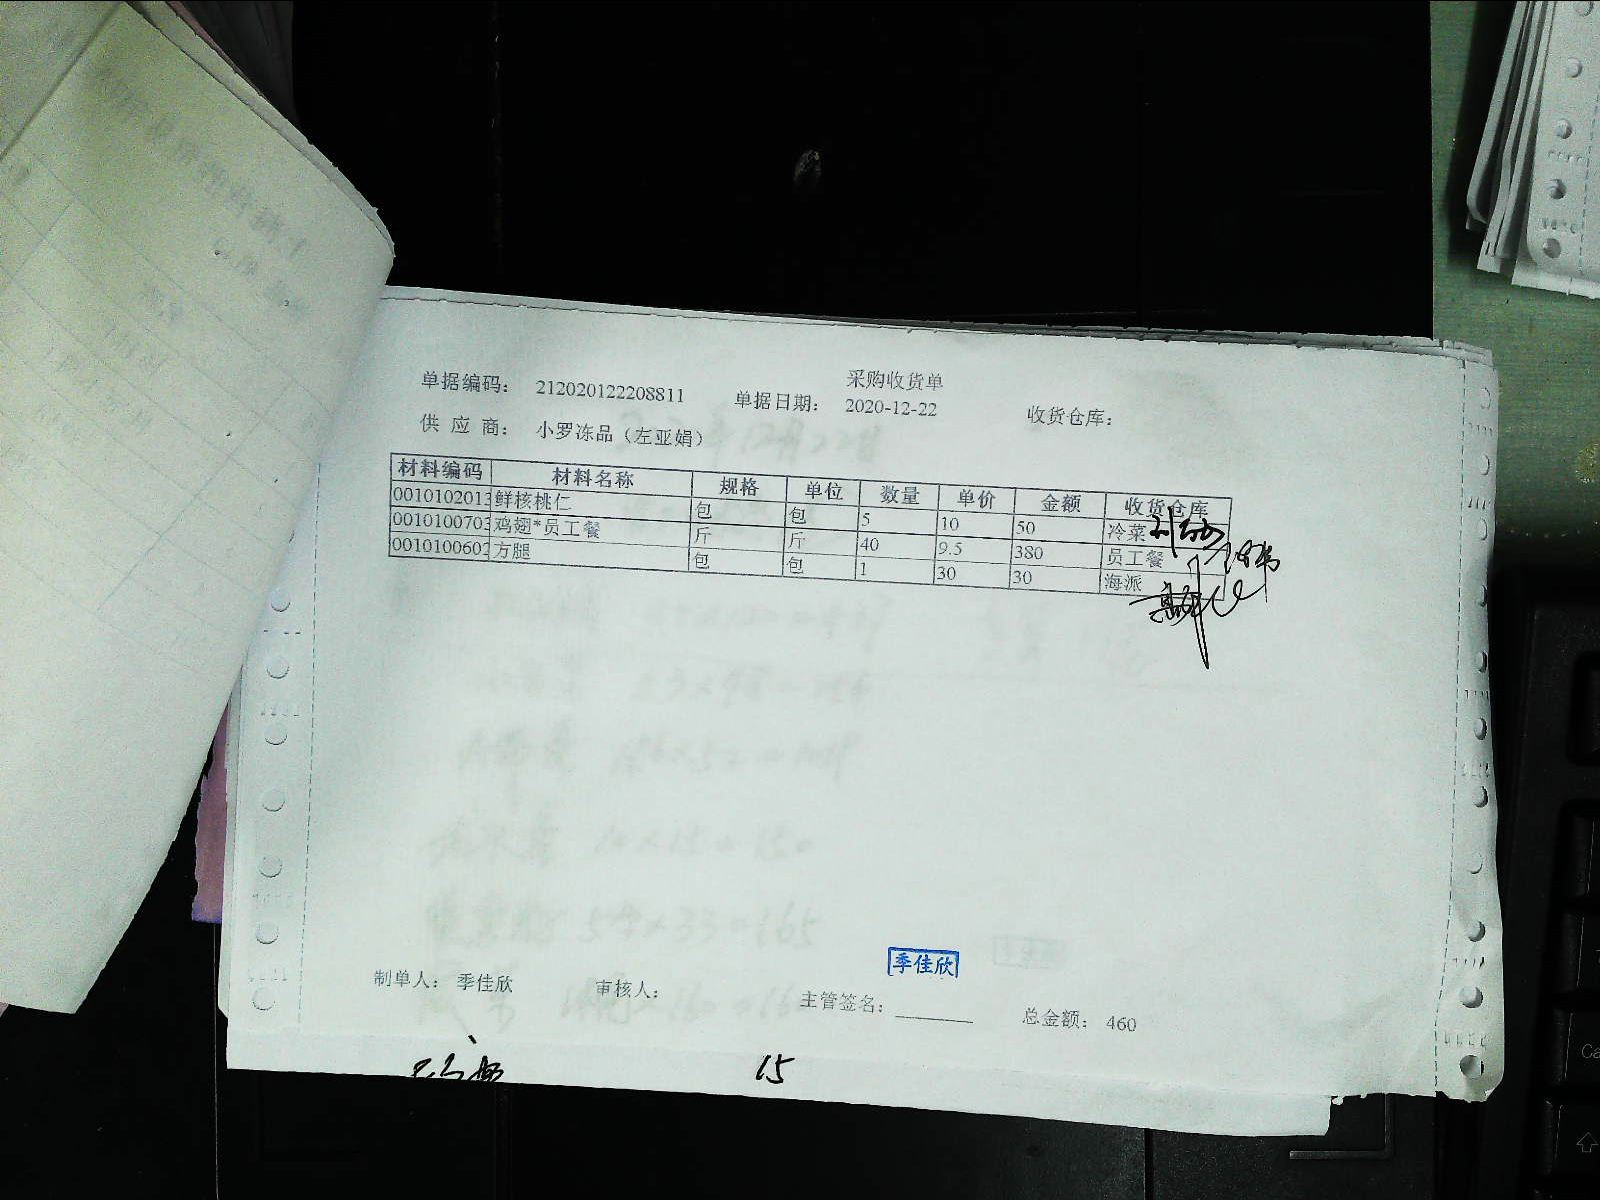 采购收货单
单据编码： 212020122208811 单据日期： 2020-12-22 收货仓库：
供 应 商： 小罗冻品（左亚娟）
材料编码 材料名称 规格 单位 数量 单价 金额 收货仓库
0010102013 鲜核桃仁 包 包 5 10 50 冷菜
0010100703 鸡翅*员工餐 斤 斤 40 9.5 380 员工餐
0010100602 方腿 包 包 1 30 30 海派
季佳欣
制单人： 季佳欣 审核人： 主管签名： 总金额： 460
15